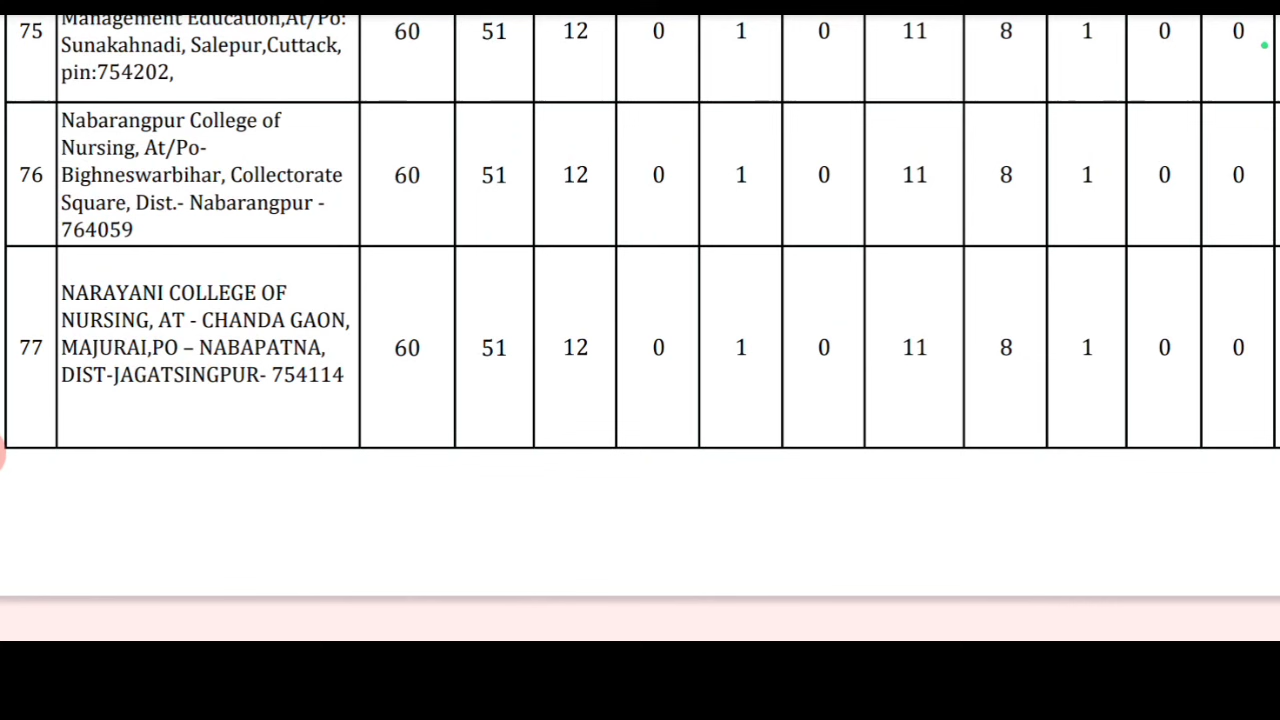 75 Management Education,At/Po: Sunakahnadi, Salepur,Cuttack, pin:754202, 60 51 12 0 1 0 11 8 1 0 0
76 Nabarangpur College of Nursing, At/Po- Bighneswarbihar, Collectorate Square, Dist.- Nabarangpur - 764059 60 51 12 0 1 0 11 8 1 0 0
77 NARAYANI COLLEGE OF NURSING, AT - CHANDA GAON, MAJURAI,PO – NABAPATNA, DIST-JAGATSINGPUR- 754114 60 51 12 0 1 0 11 8 1 0 0